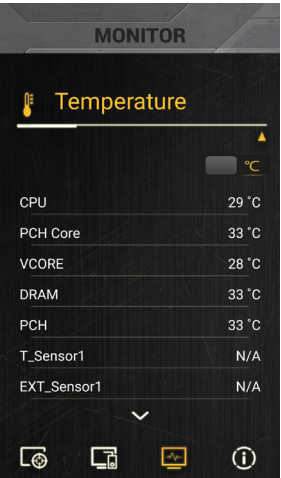 MONITOR
Temperature
°C
CPU 29 °C
PCH Core 33 °C
VCORE 28 °C
DRAM 33 °C
PCH 33 °C
T_Sensor1 N/A
EXT_Sensor1 N/A